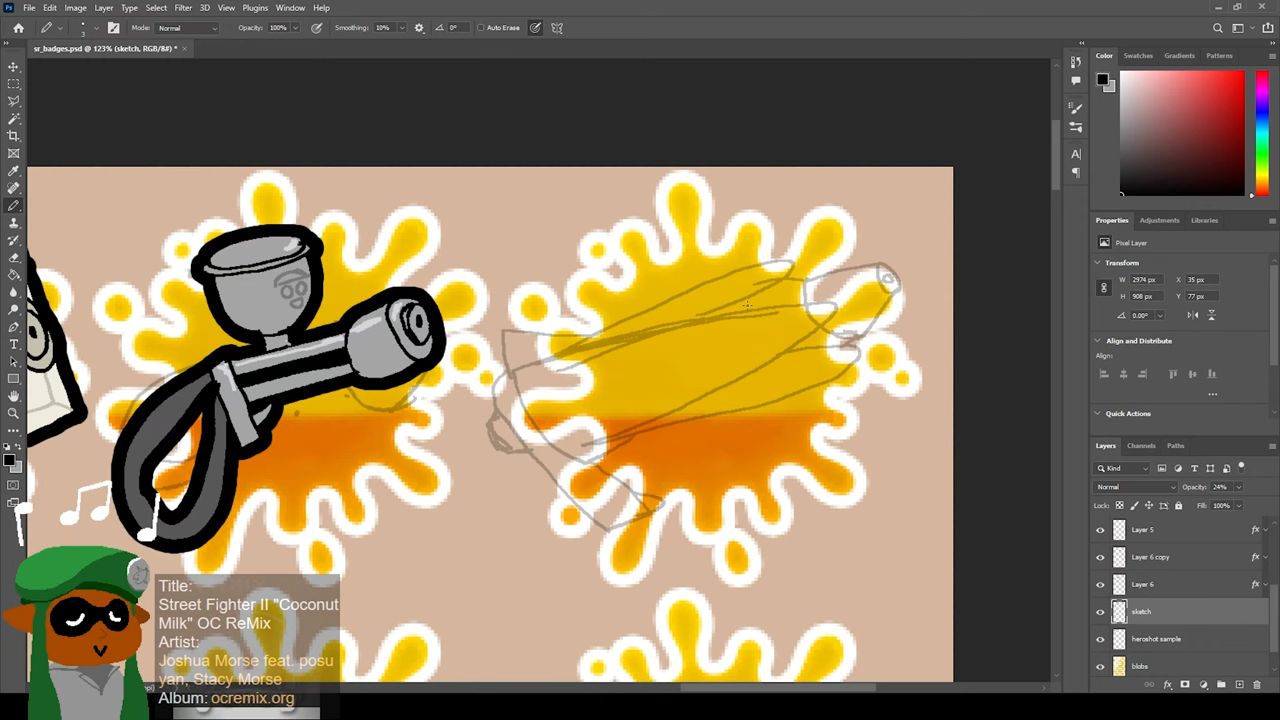 File Edit Image Layer Type Select Filter 3D View Plugins Window Help
Mode: Normal Opacity: 100% Smoothing: 10% 0° Auto Erase
sr_badges.psd @ 123% (sketch, RGB/8#) *
Color Swatches Gradients Patterns
Properties Adjustments Libraries
Pixel Layer
Transform
W 2974 px X 35 px
H 908 px Y 77 px
0.00°
Align and Distribute
Align:
Quick Actions
Layers Channels Paths
Kind
Normal Opacity: 24%
Lock: Fill: 100%
Layer 5 fx
Layer 6 copy fx
Layer 6 fx
sketch
heroshot sample
blobs
Title:
Street Fighter II "Coconut
Milk" OC ReMix
Artist:
Joshua Morse feat. posu
yan, Stacy Morse
Album: ocremix.org